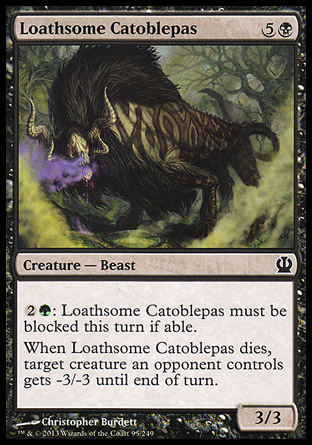 Loathsome Catoblepas 5
Creature — Beast
2 : Loathsome Catoblepas must be
blocked this turn if able.
When Loathsome Catoblepas dies,
target creature an opponent controls
gets -3/-3 until end of turn.
Christopher Burdett
™ & © 2013 Wizards of the Coast 95/249
3/3